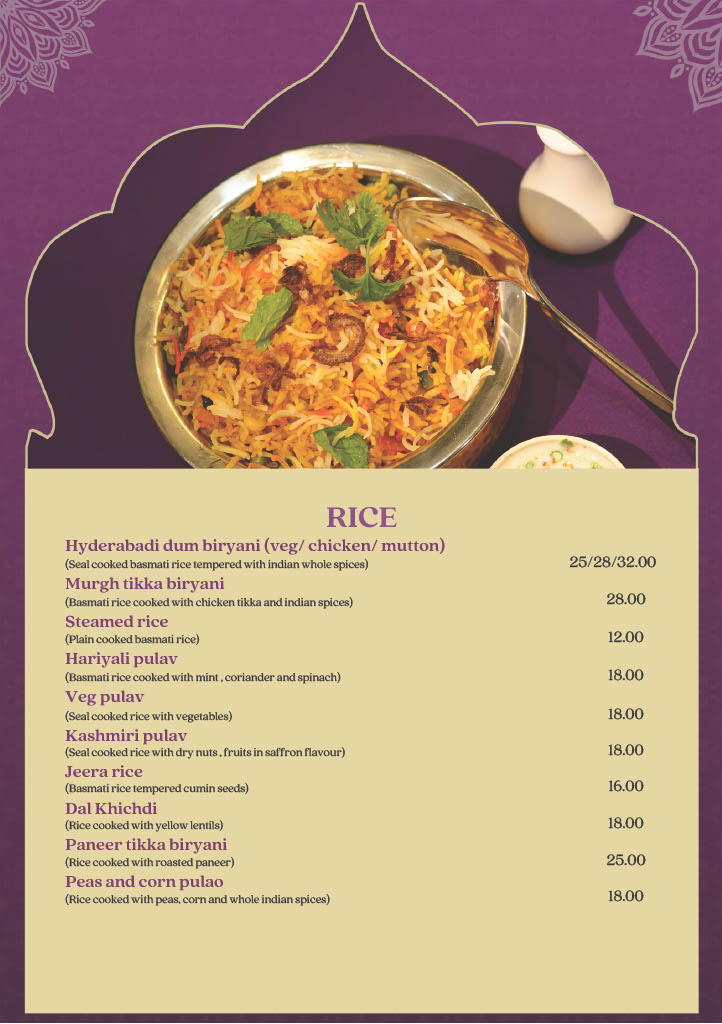 RICE
Hyderabadi dum biryani (veg/ chicken/ mutton)
(Seal cooked basmati rice tempered with indian whole spices) 25/28/32.00
Murgh tikka biryani
(Basmati rice cooked with chicken tikka and indian spices) 28.00
Steamed rice
(Plain cooked basmati rice) 12.00
Hariyali pulav
(Basmati rice cooked with mint , coriander and spinach) 18.00
Veg pulav
(Seal cooked rice with vegetables) 18.00
Kashmiri pulav
(Seal cooked rice with dry nuts , fruits in saffron flavour) 18.00
Jeera rice
(Basmati rice tempered cumin seeds) 16.00
Dal Khichdi
(Rice cooked with yellow lentils) 18.00
Paneer tikka biryani
(Rice cooked with roasted paneer) 25.00
Peas and corn pulao
(Rice cooked with peas, corn and whole indian spices) 18.00